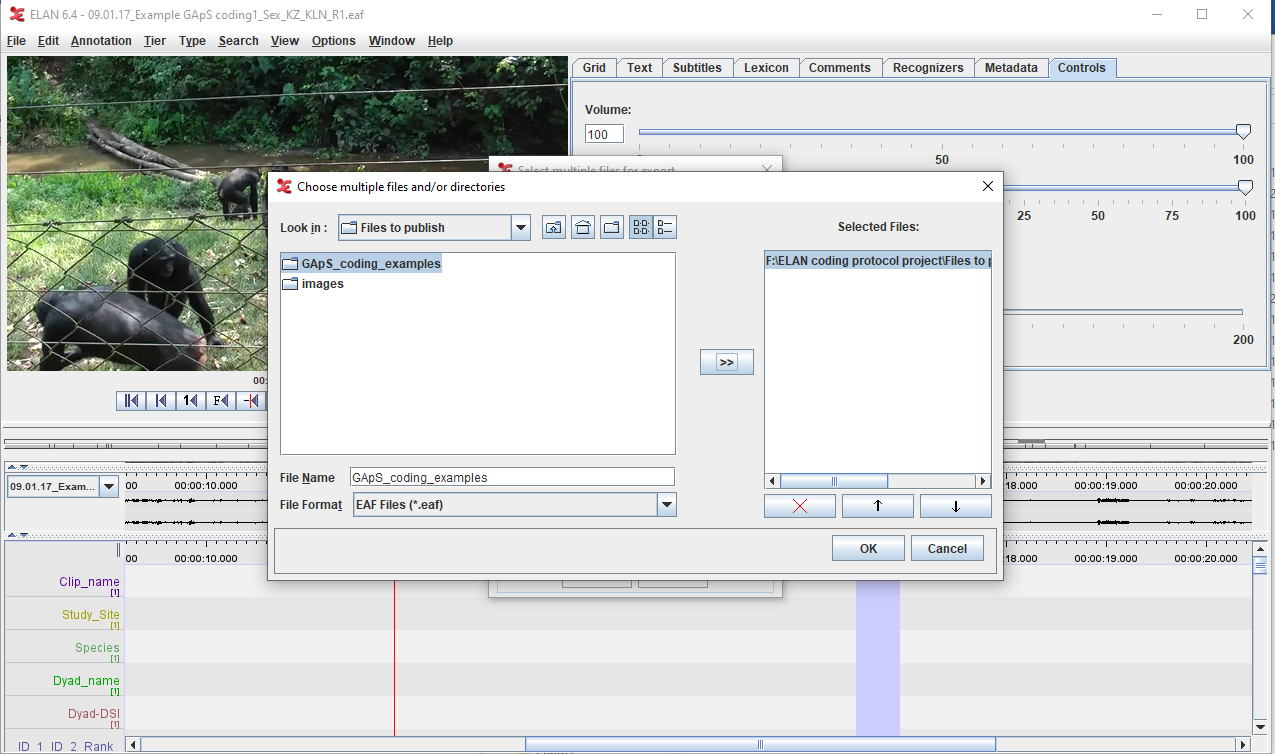 ELAN 6.4 - 09.01.17_Example GApS coding1_Sex_KZ_KLN_R1.eaf
File Edit Annotation Tier Type Search View Options Window Help
Grid Text Subtitles Lexicon Comments Recognizers Metadata Controls
Volume:
100
50 100
Select multiple files for export
25 50 75 100
200
Choose multiple files and/or directories
Look in : Files to publish
Selected Files:
GApS_coding_examples
F:\ELAN coding protocol project\Files to p
images
>>
File Name GApS_coding_examples
File Format EAF Files (*.eaf)
OK Cancel
00:
1 F
09.01.17_Exam...
00 00:00:10.000 :18.000 00:00:19.000 00:00:20.000
00 00:00:10.000 :18.000 00:00:19.000 00:00:20.000
Clip_name
[1]
Study_Site
[1]
Species
[1]
Dyad_name
[1]
Dyad-DSI
[1]
ID_1_ID_2_Rank